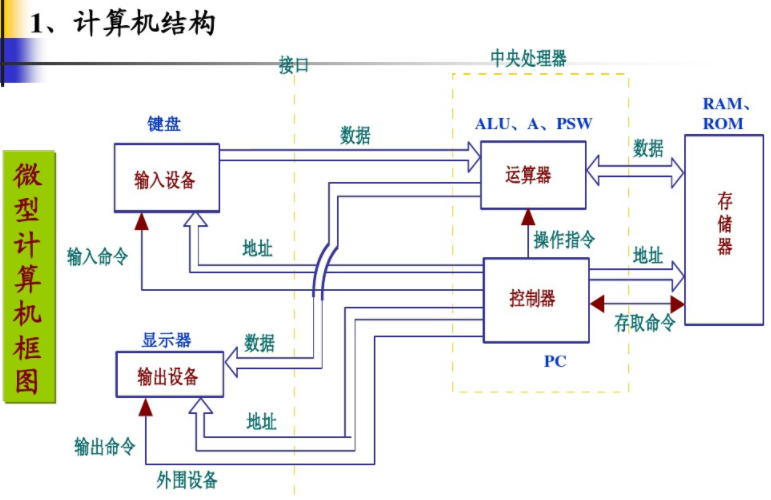 1、计算机结构
接口
中央处理器
微型计算机框图
键盘
数据
ALU、A、PSW
RAM、
ROM
输入设备
运算器
数据
存储器
输入命令
地址
操作指令
地址
控制器
存取命令
显示器
数据
PC
输出设备
地址
输出命令
外围设备